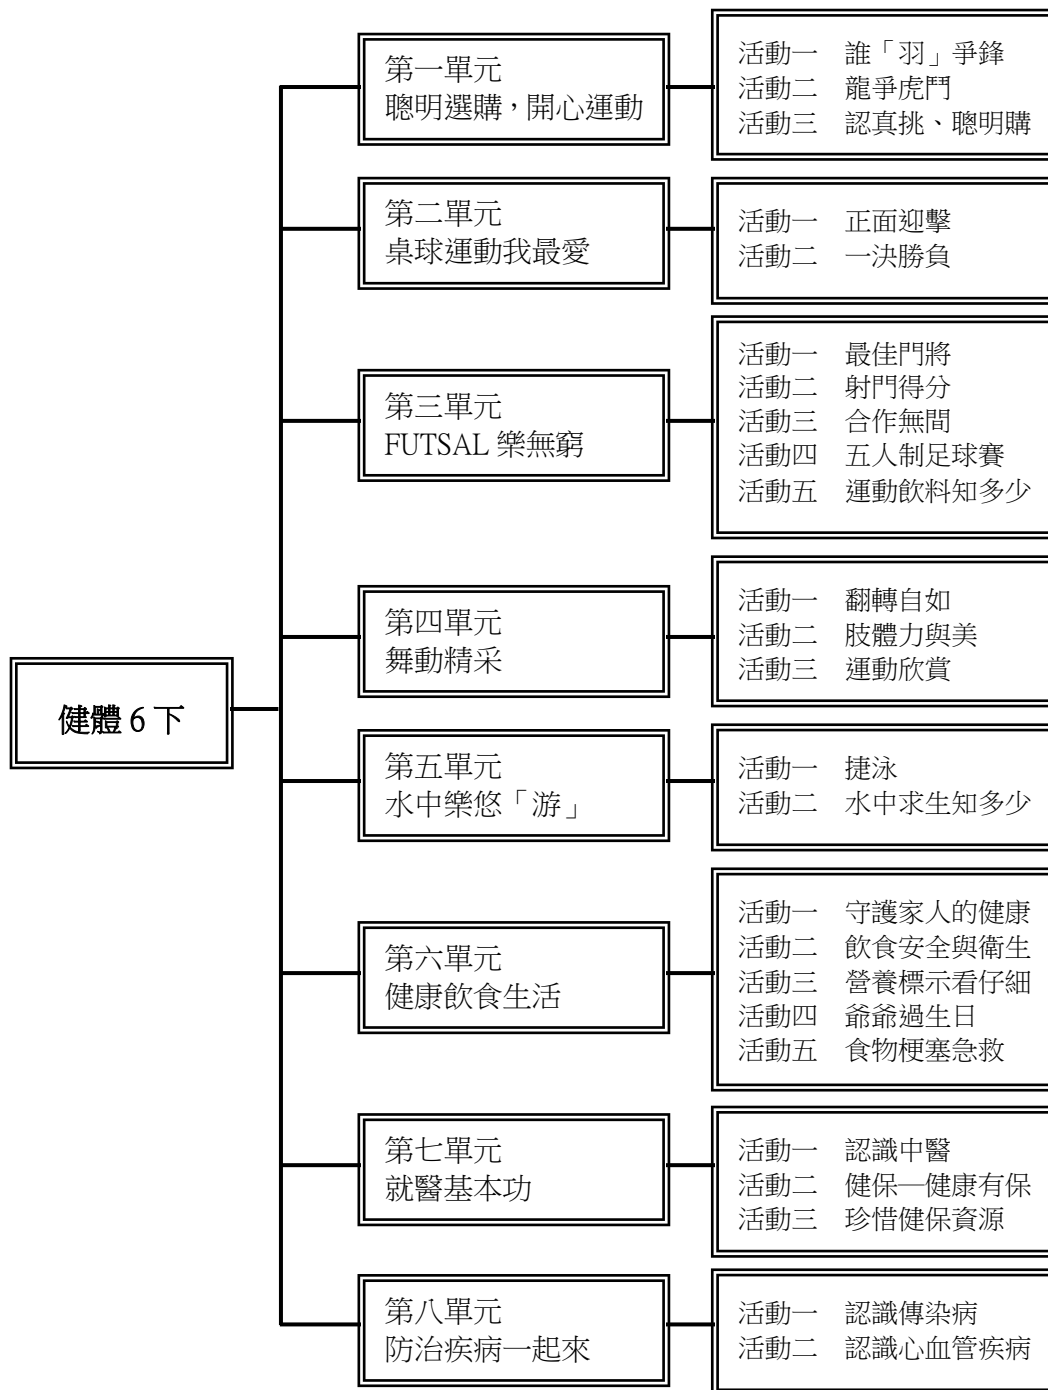 健體 6 下
第一單元
聰明選購，開心運動
活動一　誰「羽」爭鋒
活動二　龍爭虎鬥
活動三　認真挑、聰明購
第二單元
桌球運動我最愛
活動一　正面迎擊
活動二　一決勝負
第三單元
FUTSAL 樂無窮
活動一　最佳門將
活動二　射門得分
活動三　合作無間
活動四　五人制足球賽
活動五　運動飲料知多少
第四單元
舞動精采
活動一　翻轉自如
活動二　肢體力與美
活動三　運動欣賞
第五單元
水中樂悠「游」
活動一　捷泳
活動二　水中求生知多少
第六單元
健康飲食生活
活動一　守護家人的健康
活動二　飲食安全與衛生
活動三　營養標示看仔細
活動四　爺爺過生日
活動五　食物梗塞急救
第七單元
就醫基本功
活動一　認識中醫
活動二　健保─健康有保
活動三　珍惜健保資源
第八單元
防治疾病一起來
活動一　認識傳染病
活動二　認識心血管疾病